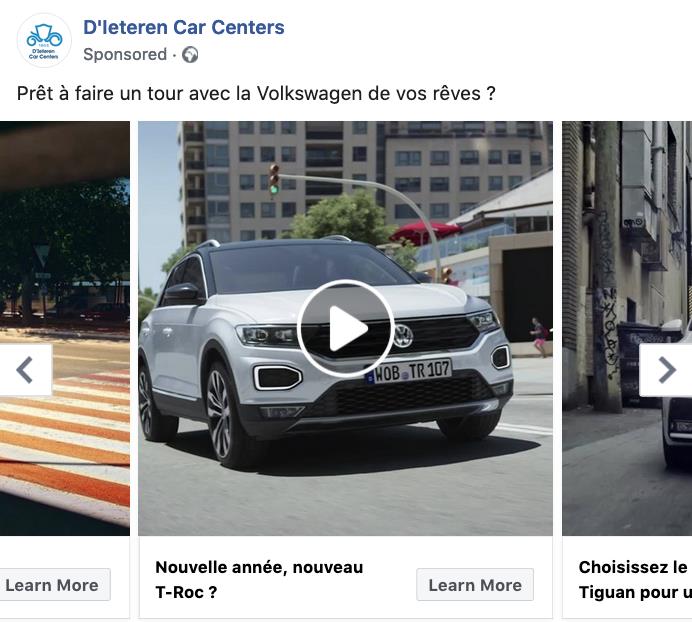 D'Ieteren Car Centers
Sponsored ·
D'Ieteren
Car Centers
Prêt à faire un tour avec la Volkswagen de vos rêves ?
WOB TR 107
Nouvelle année, nouveau
T-Roc ?
Learn More
Learn More
Choisissez le
Tiguan pour u